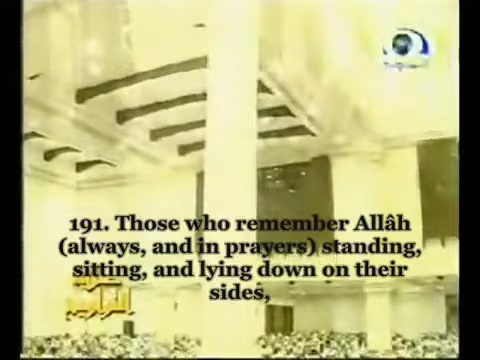 191. Those who remember Allâh
(always, and in prayers) standing,
sitting, and lying down on their
sides,